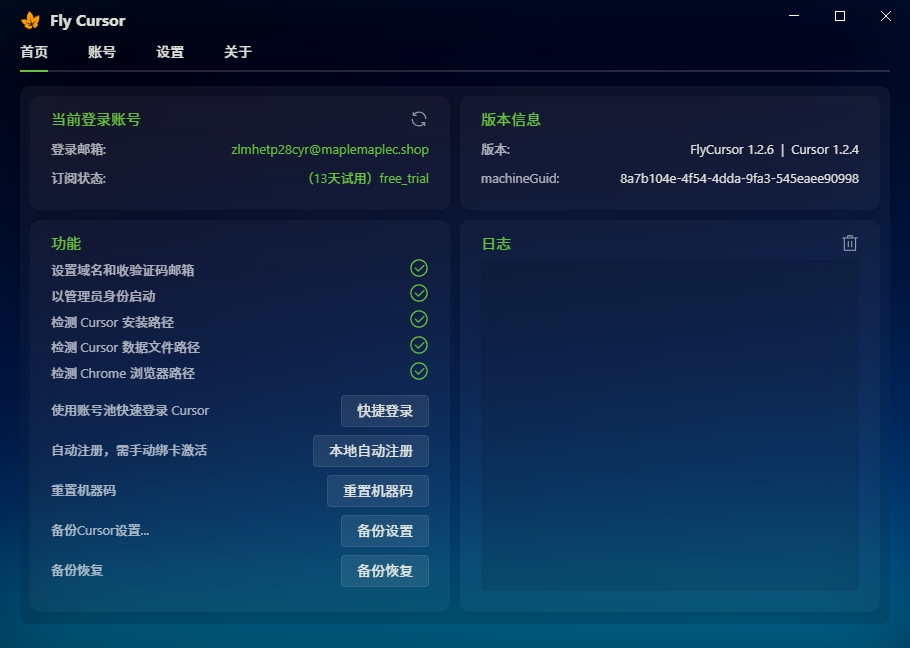 Fly Cursor
首页 账号 设置 关于
当前登录账号
登录邮箱: zlmhetp28cyr@maplemaplec.shop
订阅状态: （13天试用）free_trial
版本信息
版本: FlyCursor 1.2.6 | Cursor 1.2.4
machineGuid: 8a7b104e-4f54-4dda-9fa3-545eaee90998
功能
设置域名和收验证码邮箱
以管理员身份启动
检测 Cursor 安装路径
检测 Cursor 数据文件路径
检测 Chrome 浏览器路径
使用账号池快速登录 Cursor 快捷登录
自动注册，需手动绑卡激活 本地自动注册
重置机器码 重置机器码
备份Cursor设置... 备份设置
备份恢复 备份恢复
日志